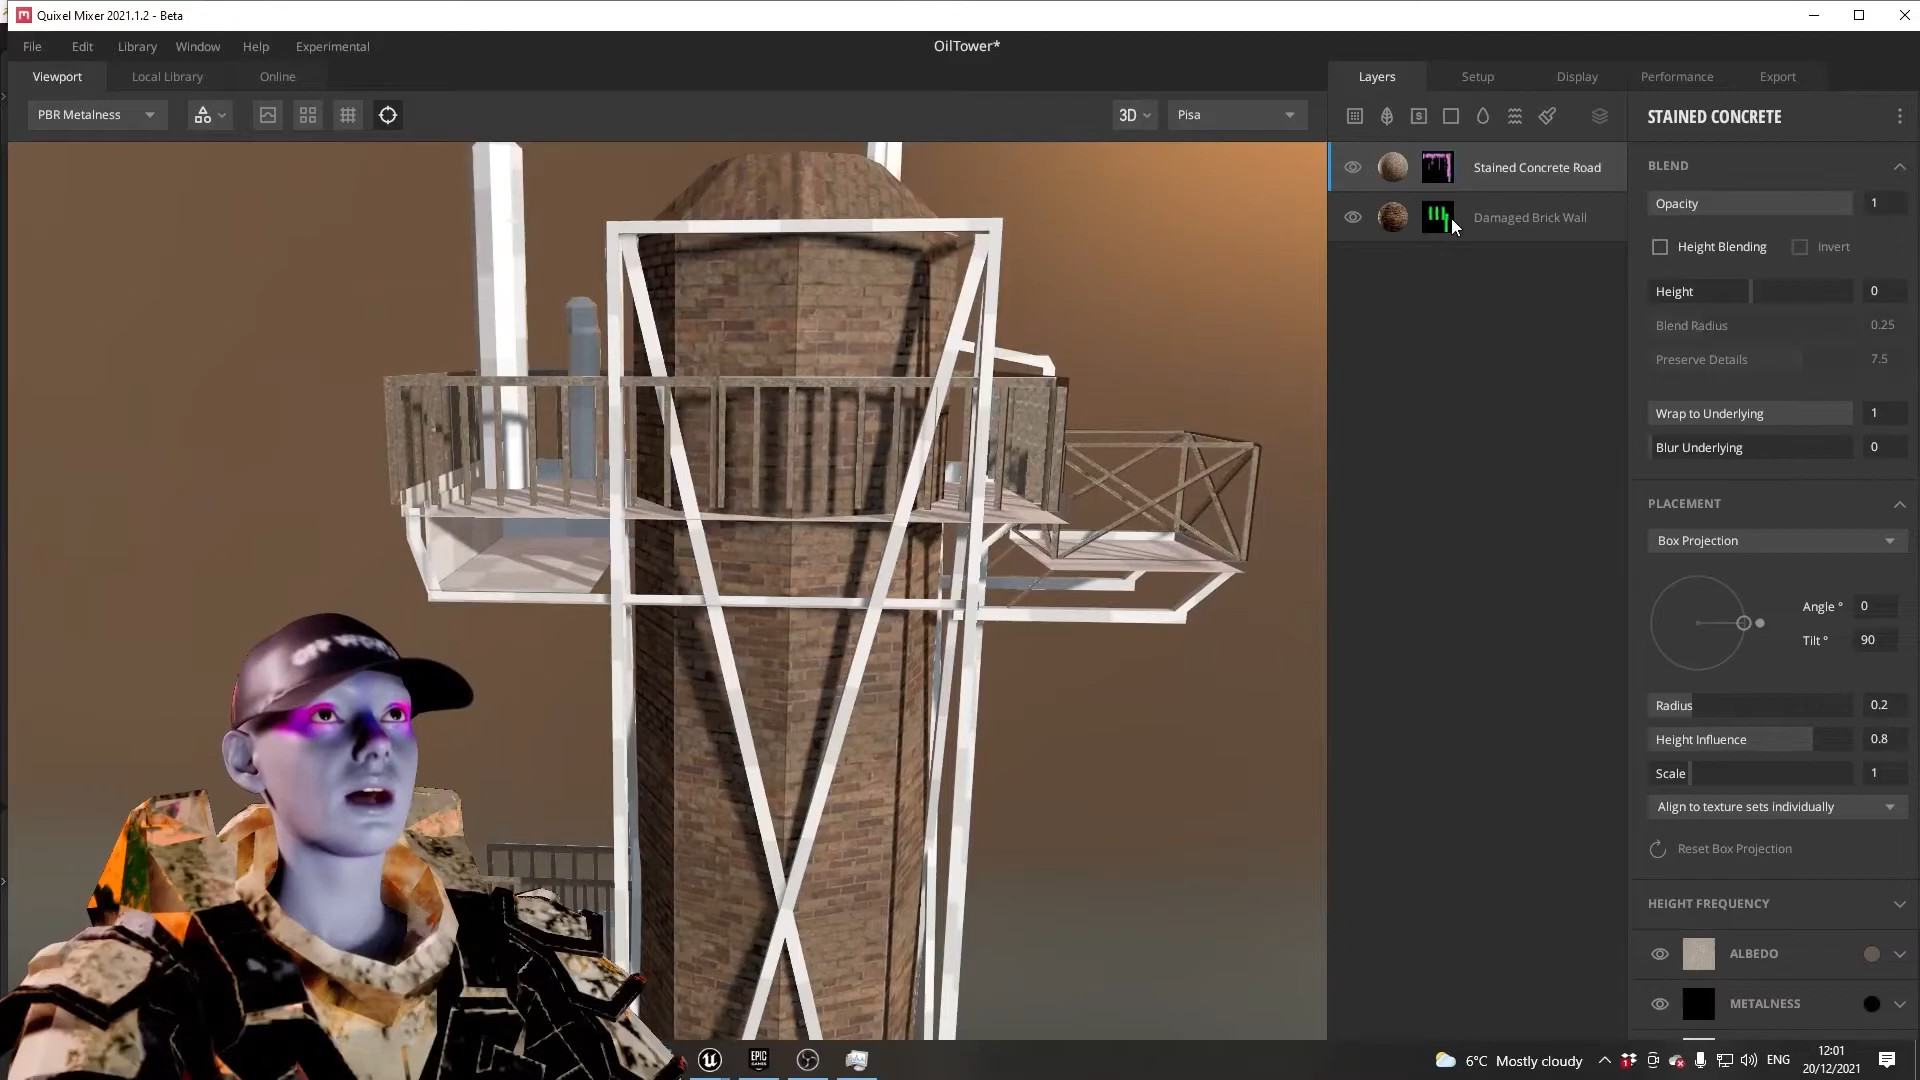 Quixel Mixer 2021.1.2 - Beta
File Edit Library Window Help Experimental
OilTower*
Viewport Local Library Online
Layers Setup Display Performance Export
PBR Metalness
3D
Pisa
STAINED CONCRETE
Stained Concrete Road
Damaged Brick Wall
BLEND
Opacity 1
Height Blending Invert
Height 0
Blend Radius 0.25
Preserve Details 7.5
Wrap to Underlying 1
Blur Underlying 0
PLACEMENT
Box Projection
Angle ° 0
Tilt ° 90
Radius 0.2
Height Influence 0.8
Scale 1
Align to texture sets individually
Reset Box Projection
HEIGHT FREQUENCY
ALBEDO
METALNESS
EPIC
GAMES
6°C Mostly cloudy
ENG
12:01
20/12/2021